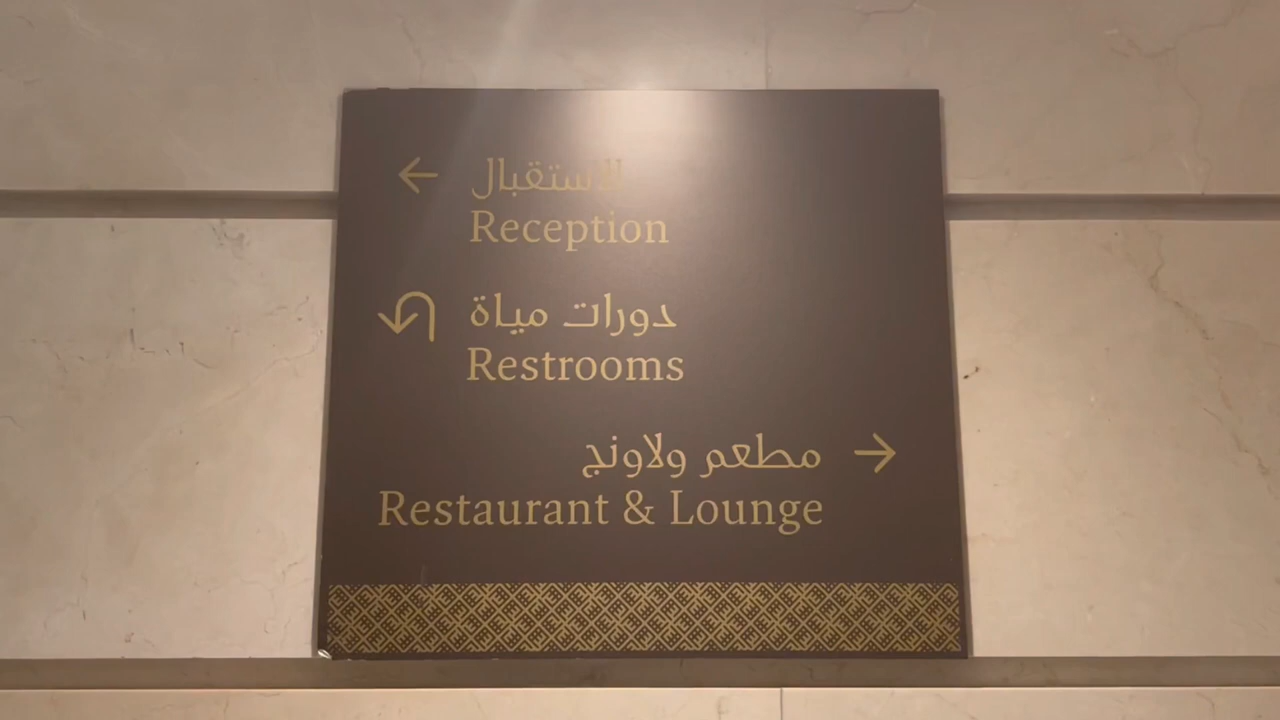 الاستقبال
Reception
دورات مياة
Restrooms
مطعم ولاونج
Restaurant & Lounge